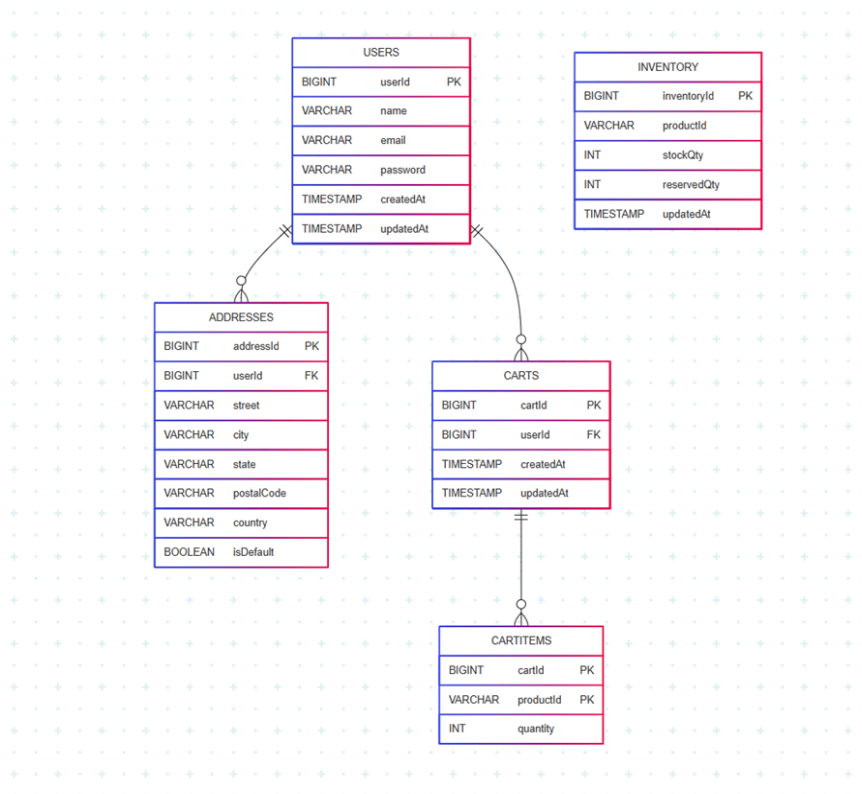 USERS
BIGINT userId PK
VARCHAR name
VARCHAR email
VARCHAR password
TIMESTAMP createdAt
TIMESTAMP updatedAt
INVENTORY
BIGINT inventoryId PK
VARCHAR productId
INT stockQty
INT reservedQty
TIMESTAMP updatedAt
ADDRESSES
BIGINT addressId PK
BIGINT userId FK
VARCHAR street
VARCHAR city
VARCHAR state
VARCHAR postalCode
VARCHAR country
BOOLEAN isDefault
CARTS
BIGINT cartId PK
BIGINT userId FK
TIMESTAMP createdAt
TIMESTAMP updatedAt
CARTITEMS
BIGINT cartId PK
VARCHAR productId PK
INT quantity